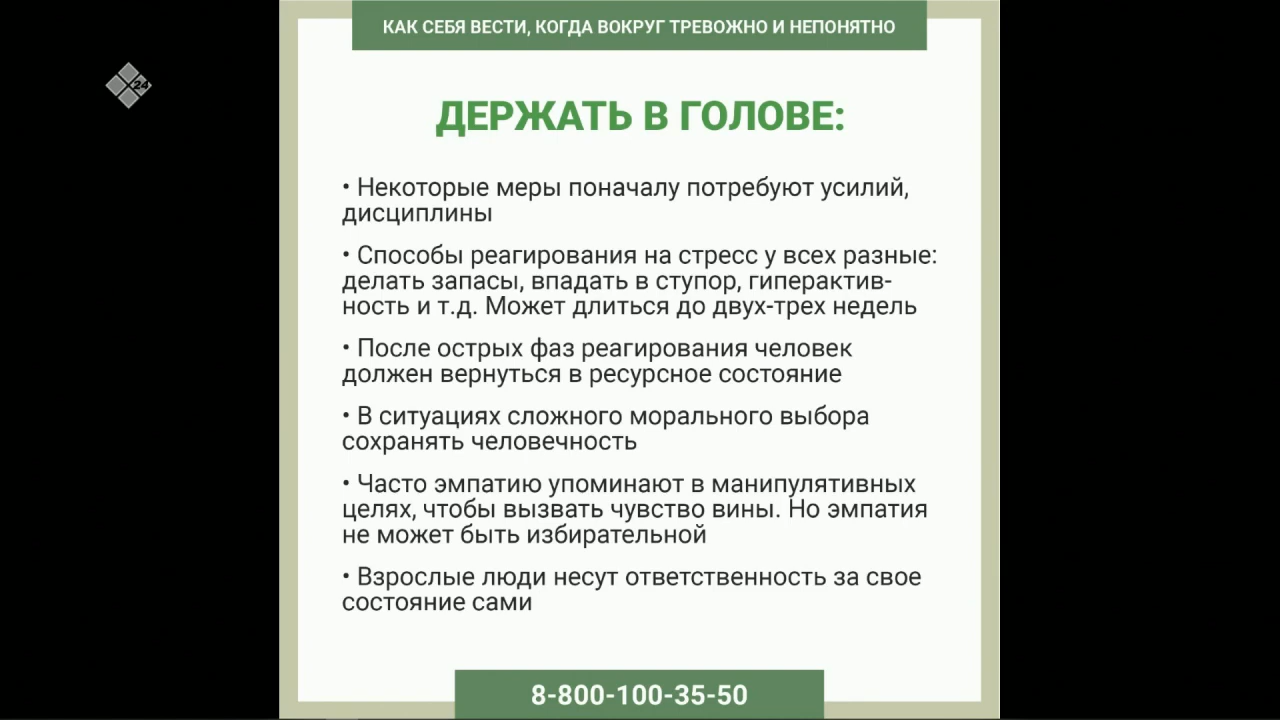 КАК СЕБЯ ВЕСТИ, КОГДА ВОКРУГ ТРЕВОЖНО И НЕПОНЯТНО
X24
ДЕРЖАТЬ В ГОЛОВЕ:
• Некоторые меры поначалу потребуют усилий,
дисциплины
• Способы реагирования на стресс у всех разные:
делать запасы, впадать в ступор, гиперактив-
ность и т.д. Может длиться до двух-трех недель
• После острых фаз реагирования человек
должен вернуться в ресурсное состояние
• В ситуациях сложного морального выбора
сохранять человечность
• Часто эмпатию упоминают в манипулятивных
целях, чтобы вызвать чувство вины. Но эмпатия
не может быть избирательной
• Взрослые люди несут ответственность за свое
состояние сами
8-800-100-35-50